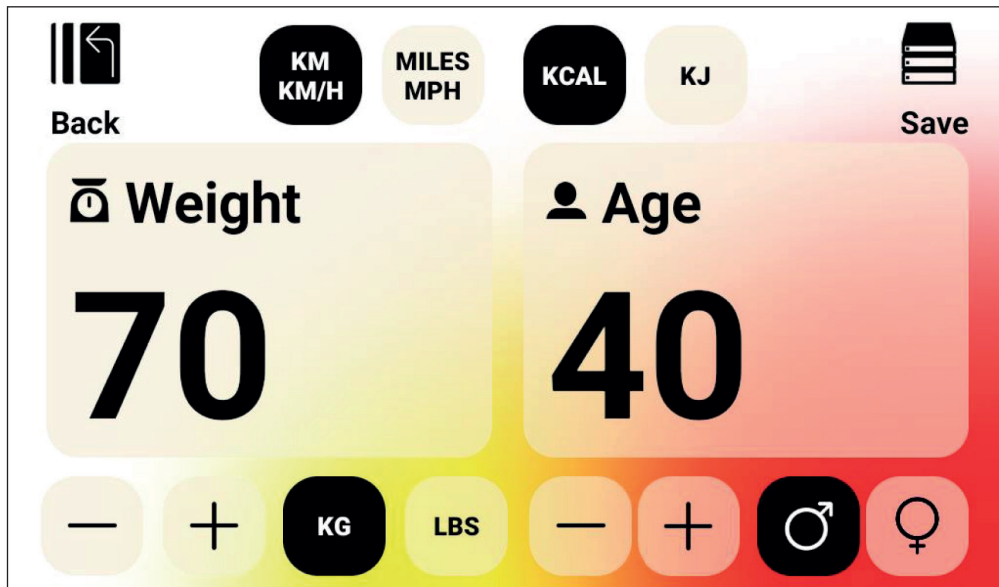 Back
KM
KM/H
MILES
MPH
KCAL
KJ
Save
Weight
70
Age
40
KG
LBS